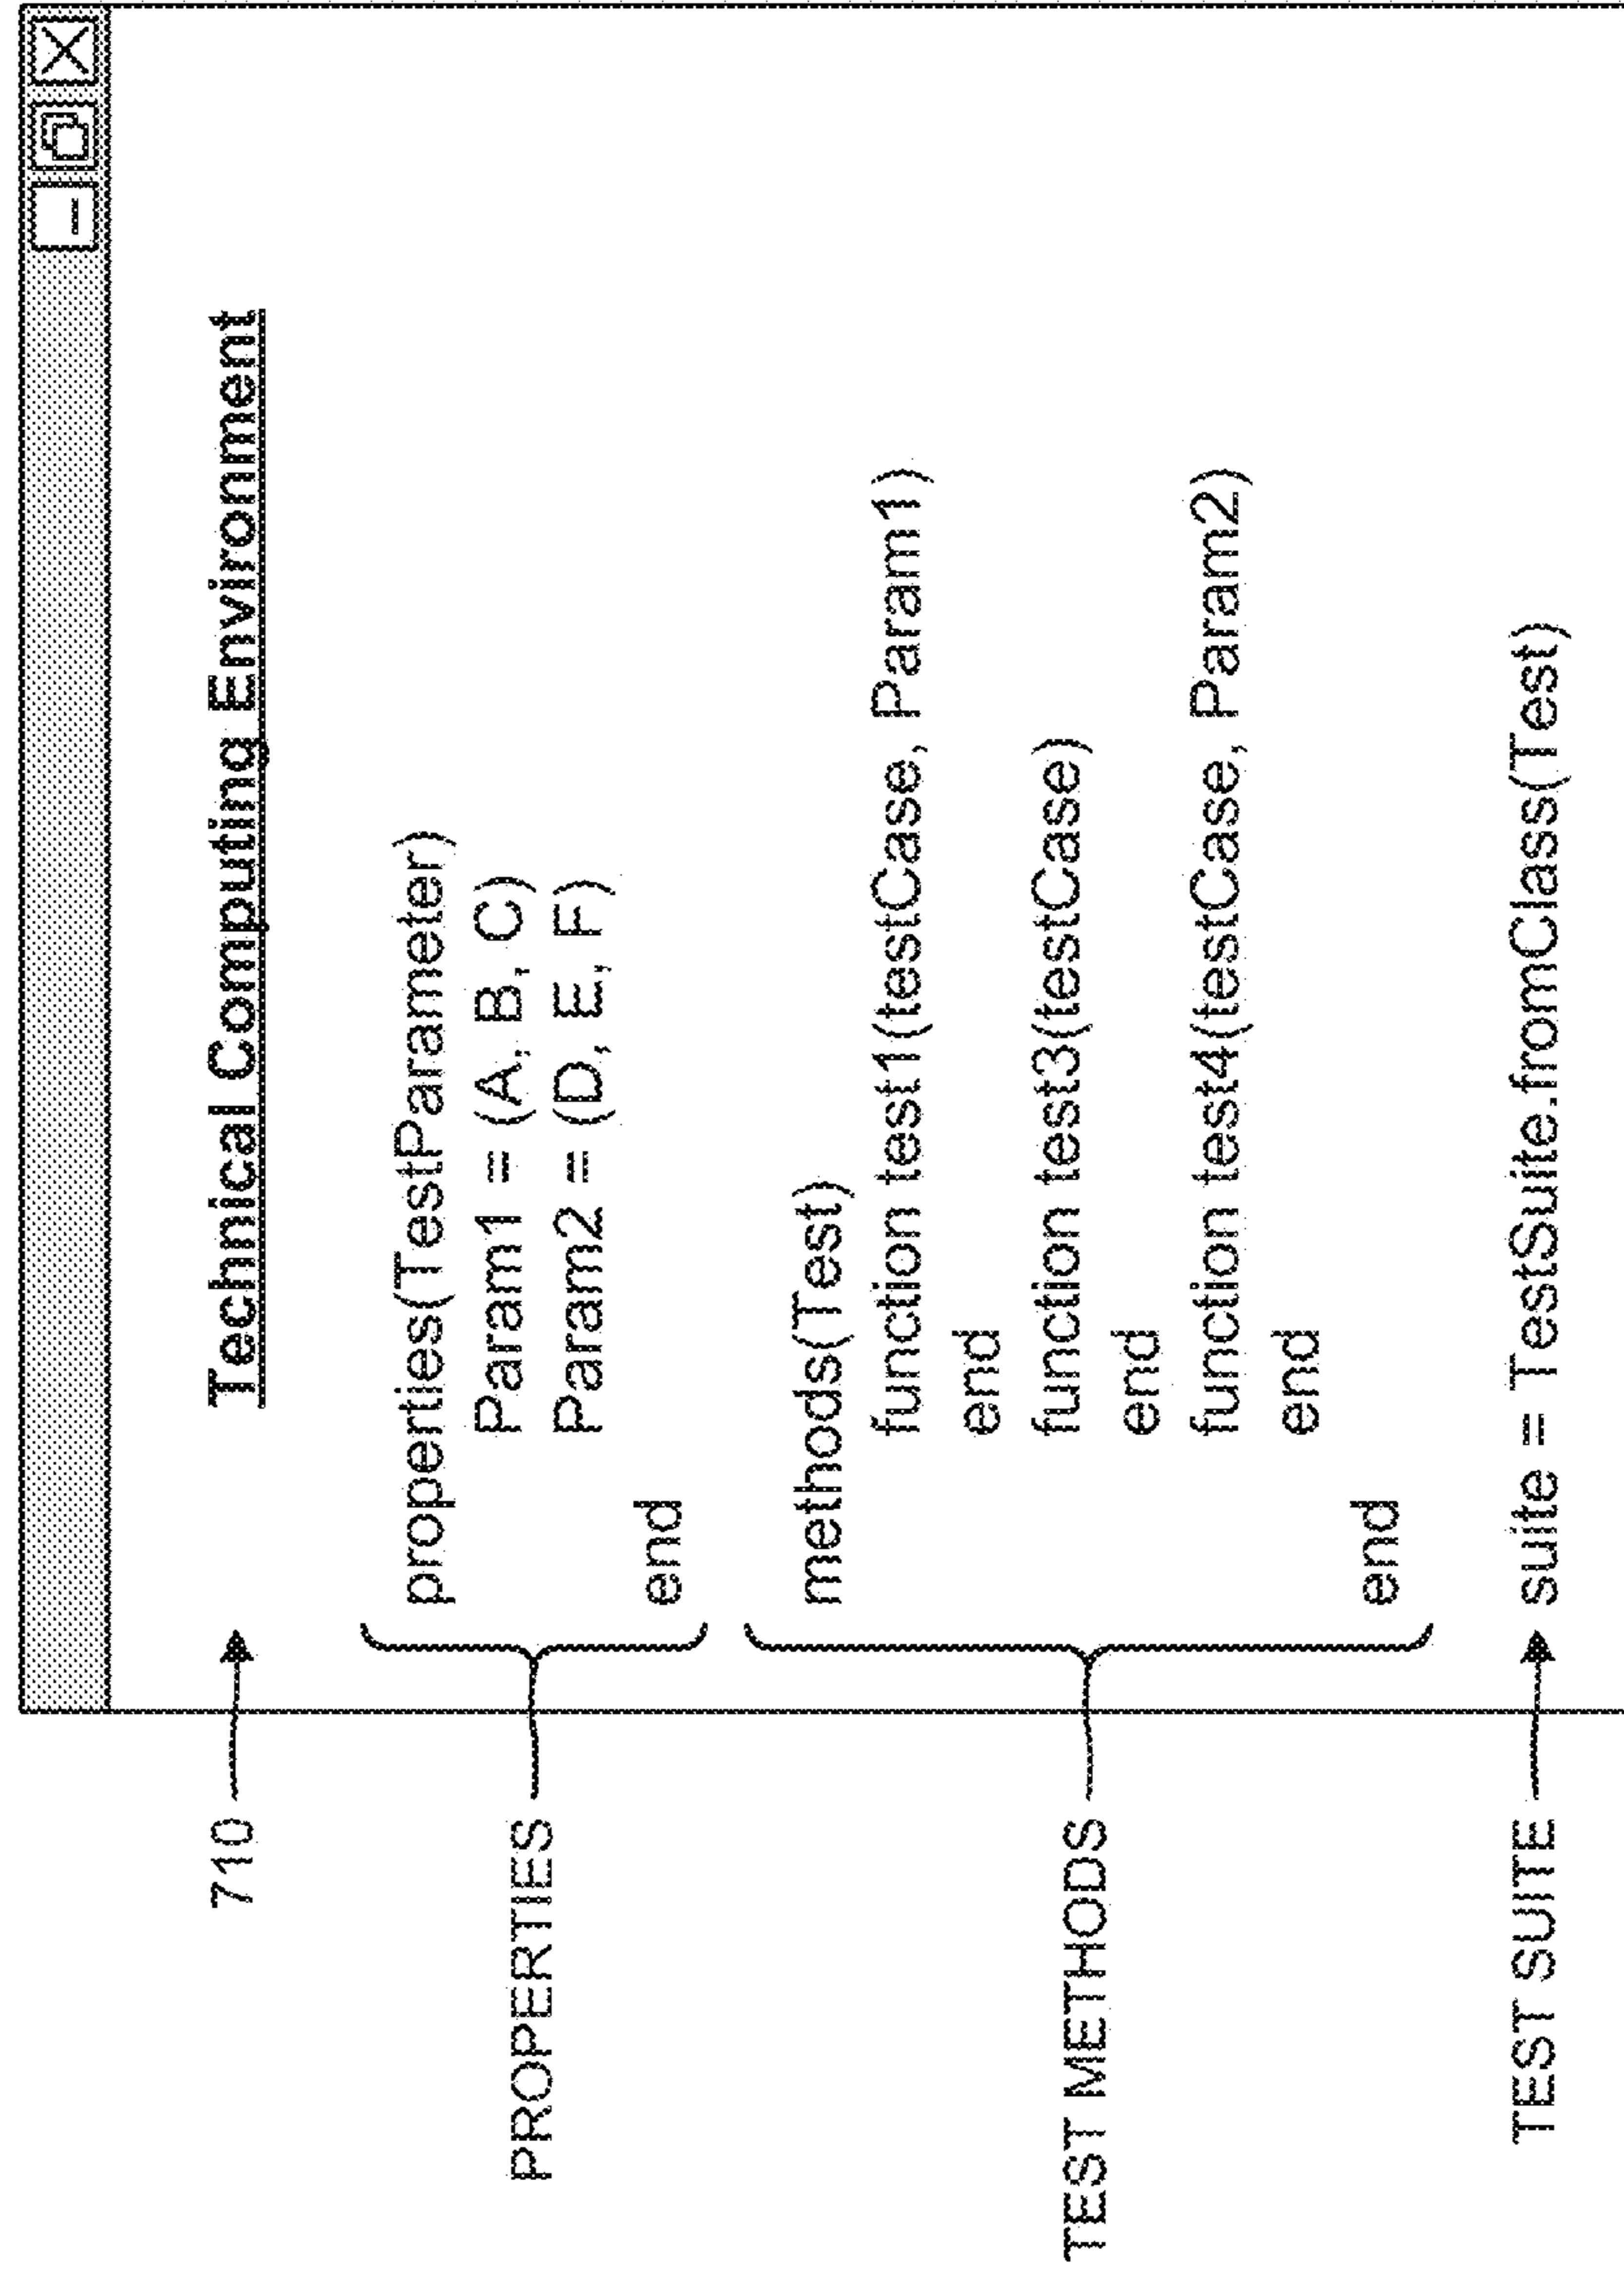 710
Technical Computing Environment
PROPERTIES
properties(TestParameter)
Param1 = (A, B, C)
Param2 = (D, E, F)
end
TEST METHODS
methods(Test)
function test1(testCase, Param1)
end
function test3(testCase)
end
function test4(testCase, Param2)
end
end
TEST SUITE
suite = TestSuite.fromClass(Test)